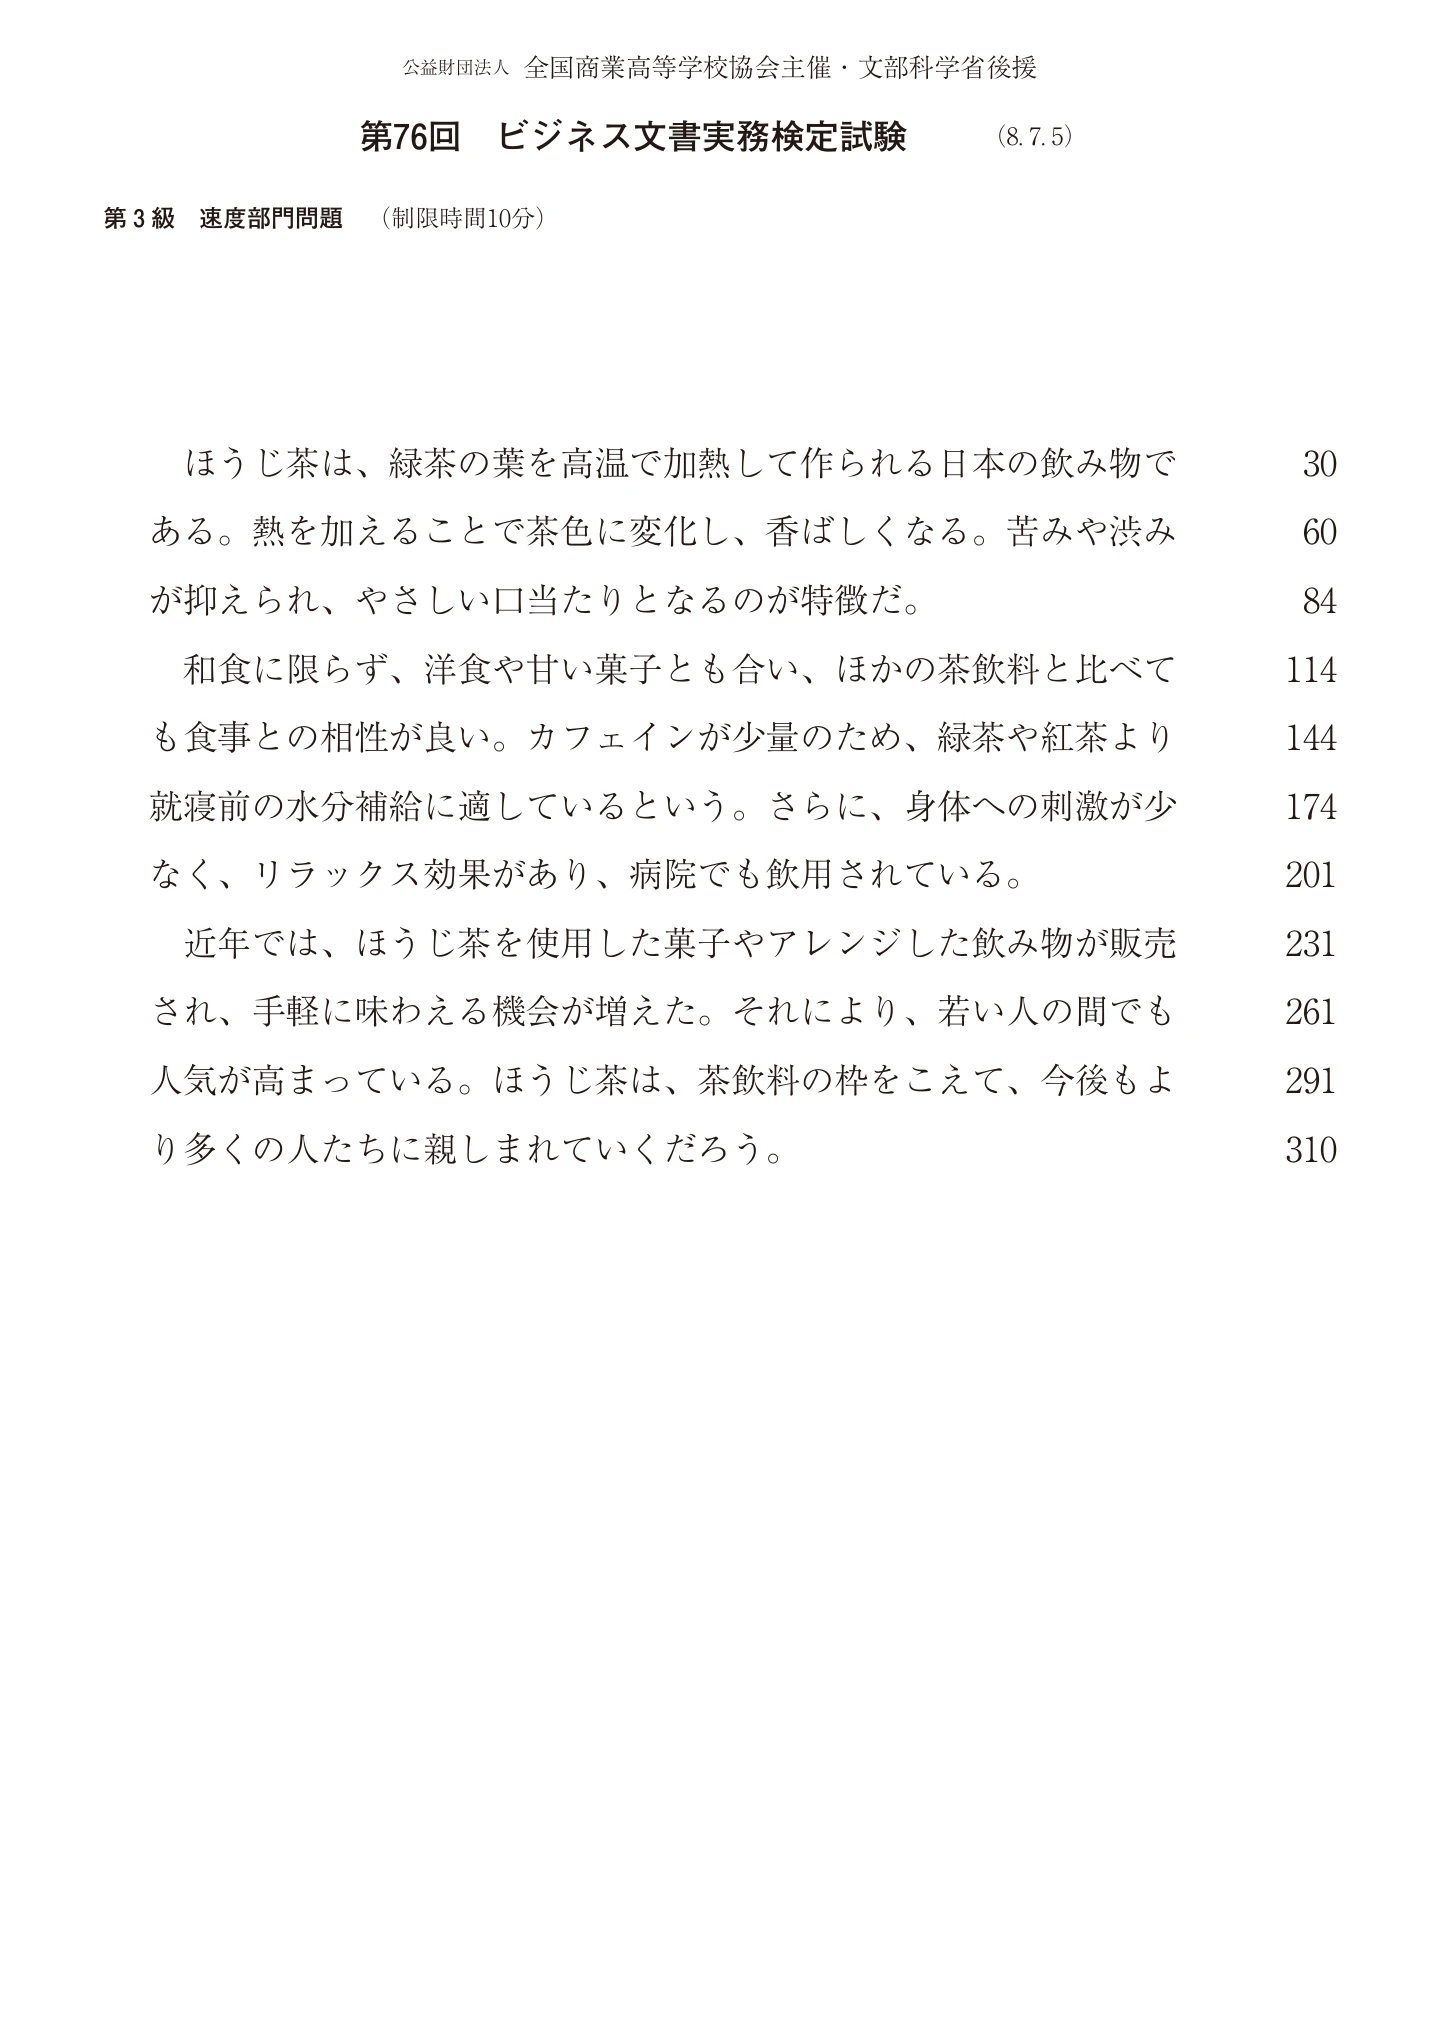 公益財団法人 全国商業高等学校協会主催・文部科学省後援
第76回　ビジネス文書実務検定試験　（8.7.5）
第３級　速度部門問題　（制限時間10分）
　ほうじ茶は、緑茶の葉を高温で加熱して作られる日本の飲み物で 30
ある。熱を加えることで茶色に変化し、香ばしくなる。苦みや渋み 60
が抑えられ、やさしい口当たりとなるのが特徴だ。 84
　和食に限らず、洋食や甘い菓子とも合い、ほかの茶飲料と比べて 114
も食事との相性が良い。カフェインが少量のため、緑茶や紅茶より 144
就寝前の水分補給に適しているという。さらに、身体への刺激が少 174
なく、リラックス効果があり、病院でも飲用されている。 201
　近年では、ほうじ茶を使用した菓子やアレンジした飲み物が販売 231
され、手軽に味わえる機会が増えた。それにより、若い人の間でも 261
人気が高まっている。ほうじ茶は、茶飲料の枠をこえて、今後もよ 291
り多くの人たちに親しまれていくだろう。 310